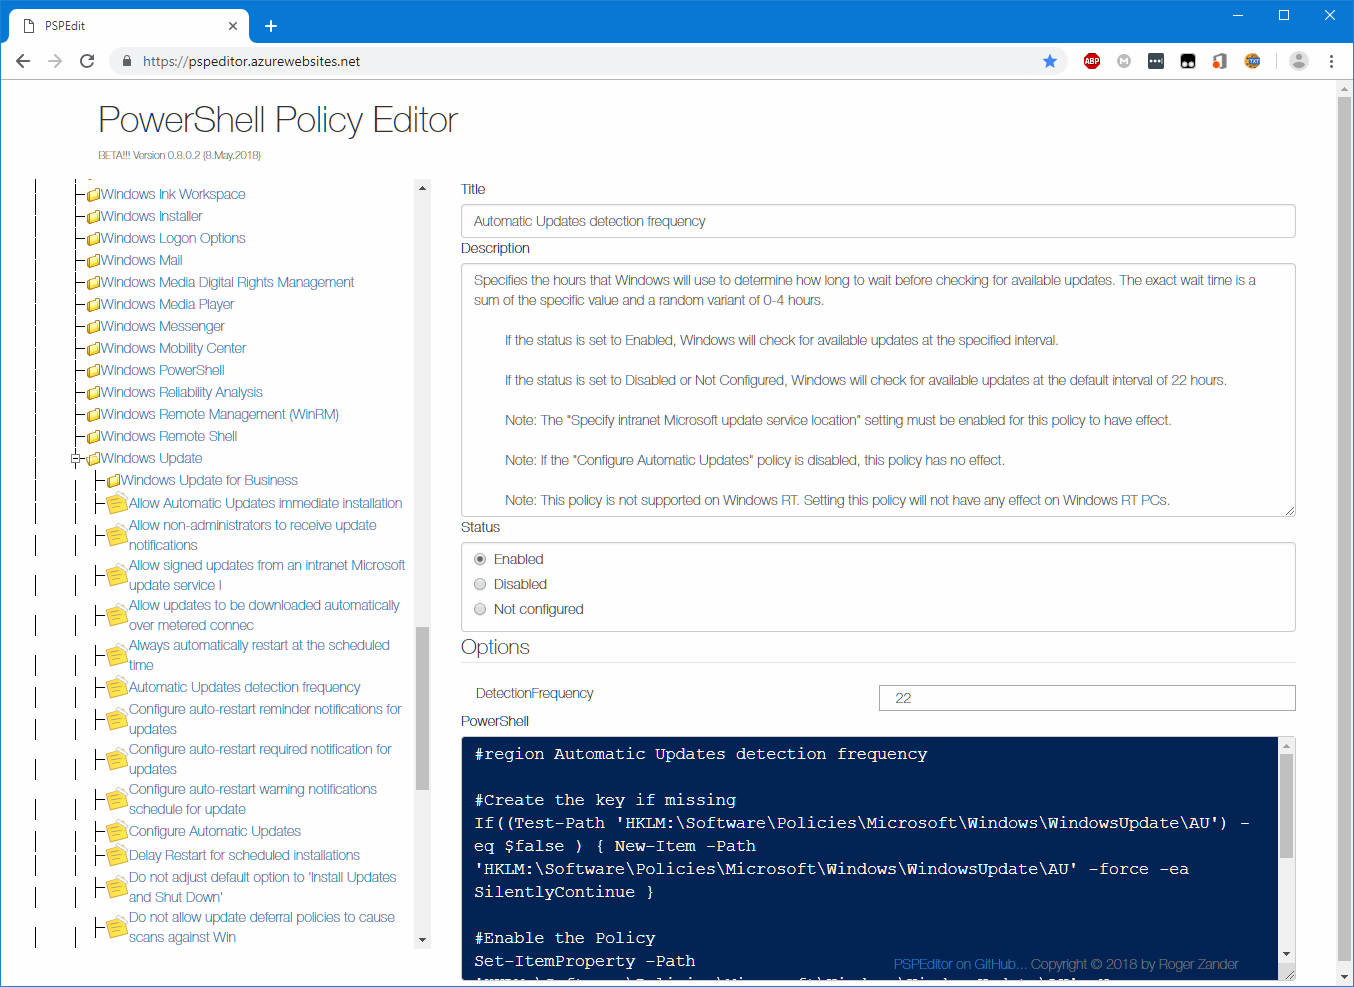 PSPEdit
https://pspeditor.azurewebsites.net
ABP
M
TXT
PowerShell Policy Editor
BETA!!! Version 0.8.0.2 (8.May.2018)
Windows Ink Workspace
Windows Installer
Windows Logon Options
Windows Mail
Windows Media Digital Rights Management
Windows Media Player
Windows Messenger
Windows Mobility Center
Windows PowerShell
Windows Reliability Analysis
Windows Remote Management (WinRM)
Windows Remote Shell
Windows Update
Windows Update for Business
Allow Automatic Updates immediate installation
Allow non-administrators to receive update
notifications
Allow signed updates from an intranet Microsoft
update service l
Allow updates to be downloaded automatically
over metered connec
Always automatically restart at the scheduled
time
Automatic Updates detection frequency
Configure auto-restart reminder notifications for
updates
Configure auto-restart required notification for
updates
Configure auto-restart warning notifications
schedule for update
Configure Automatic Updates
Delay Restart for scheduled installations
Do not adjust default option to 'Install Updates
and Shut Down'
Do not allow update deferral policies to cause
scans against Win
Title
Automatic Updates detection frequency
Description
Specifies the hours that Windows will use to determine how long to wait before checking for available updates. The exact wait time is a
sum of the specific value and a random variant of 0-4 hours.
If the status is set to Enabled, Windows will check for available updates at the specified interval.
If the status is set to Disabled or Not Configured, Windows will check for available updates at the default interval of 22 hours.
Note: The "Specify intranet Microsoft update service location" setting must be enabled for this policy to have effect.
Note: If the "Configure Automatic Updates" policy is disabled, this policy has no effect.
Note: This policy is not supported on Windows RT. Setting this policy will not have any effect on Windows RT PCs.
Status
Enabled
Disabled
Not configured
Options
DetectionFrequency
22
PowerShell
#region Automatic Updates detection frequency
#Create the key if missing
If((Test-Path 'HKLM:\Software\Policies\Microsoft\Windows\WindowsUpdate\AU') -
eq $false ) { New-Item -Path
'HKLM:\Software\Policies\Microsoft\Windows\WindowsUpdate\AU' -force -ea
SilentlyContinue }
#Enable the Policy
Set-ItemProperty -Path
PSPEditor on GitHub... Copyright © 2018 by Roger Zander